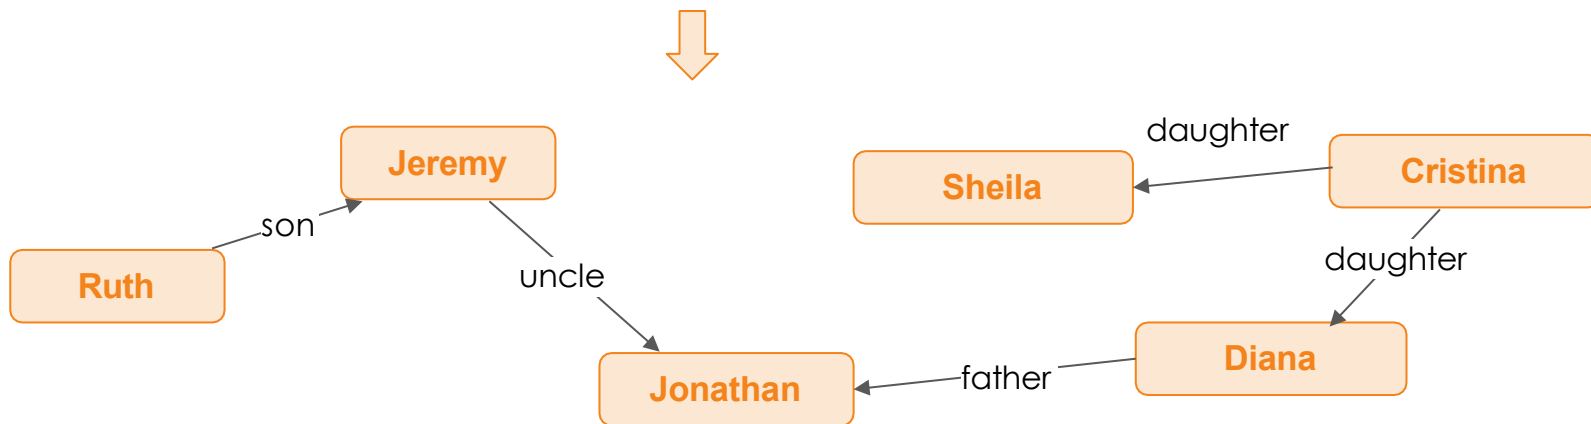 daughter
Jeremy
Sheila
Cristina
son
Ruth
uncle
daughter
Jonathan
father
Diana